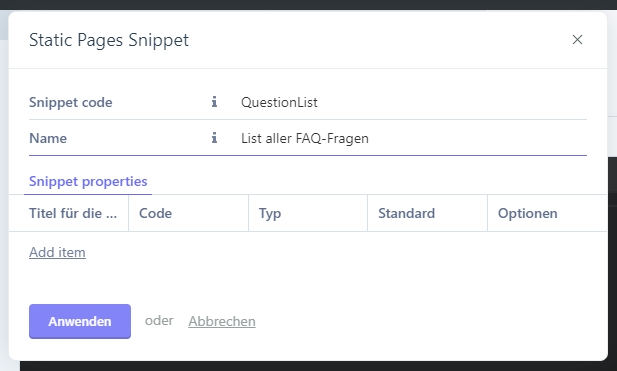 Static Pages Snippet
Snippet code QuestionList
Name List aller FAQ-Fragen
Snippet properties
Titel für die ... Code Typ Standard Optionen
Add item
Anwenden oder Abbrechen